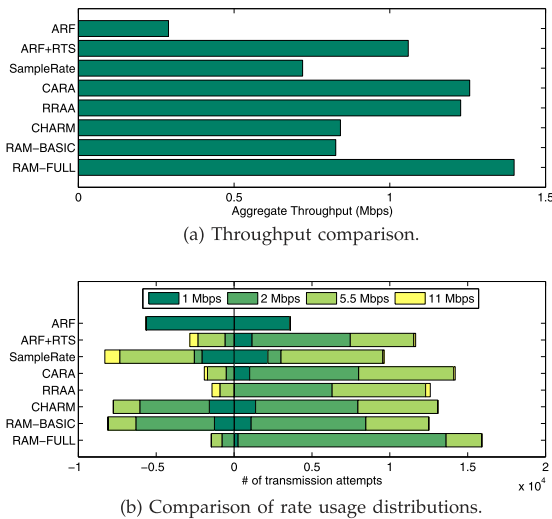 ARF
ARF+RTS
SampleRate
CARA
RRAA
CHARM
RAM−BASIC
RAM−FULL
0 0.5 1 1.5
Aggregate Throughput (Mbps)
(a) Throughput comparison.
1 Mbps 2 Mbps 5.5 Mbps 11 Mbps
ARF
ARF+RTS
SampleRate
CARA
RRAA
CHARM
RAM−BASIC
RAM−FULL
−1 −0.5 0 0.5 1 1.5 2
# of transmission attempts
x 10^4
(b) Comparison of rate usage distributions.